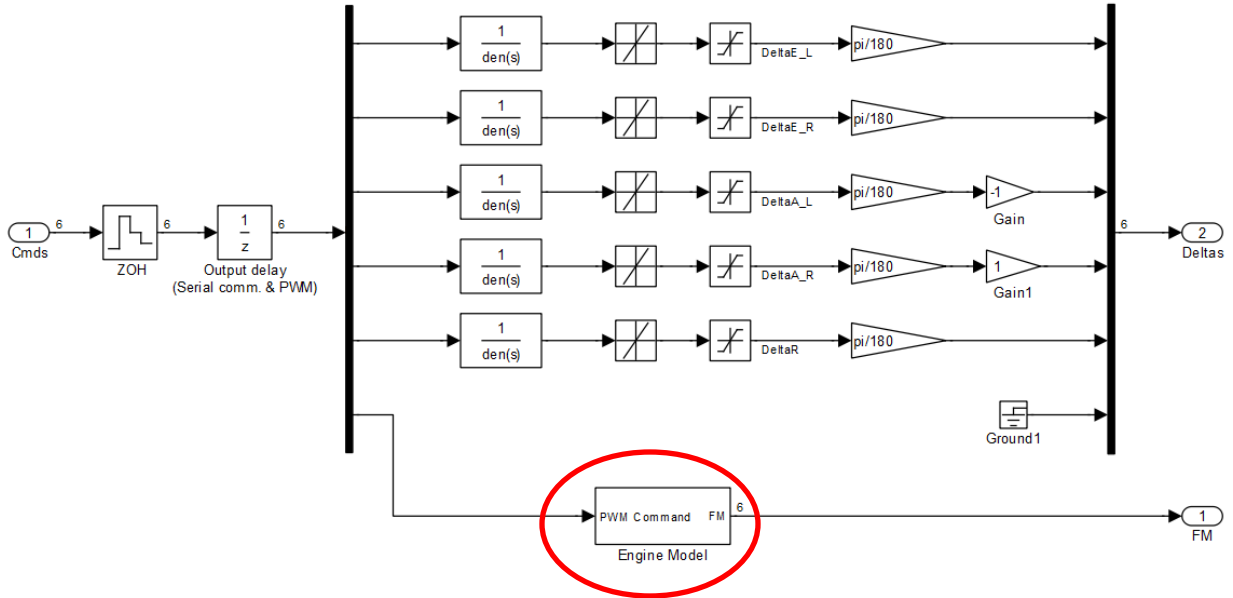 1
den(s)
DeltaE_L
pi/180
1
den(s)
DeltaE_R
pi/180
1
den(s)
DeltaA_L
pi/180
-1
Gain
1
Cmds
6
ZOH
6
1
z
Output delay
(Serial comm. & PWM)
6
1
den(s)
DeltaA_R
pi/180
1
Gain1
6
2
Deltas
1
den(s)
DeltaR
pi/180
Ground1
PWM Command FM
Engine Model
6
1
FM